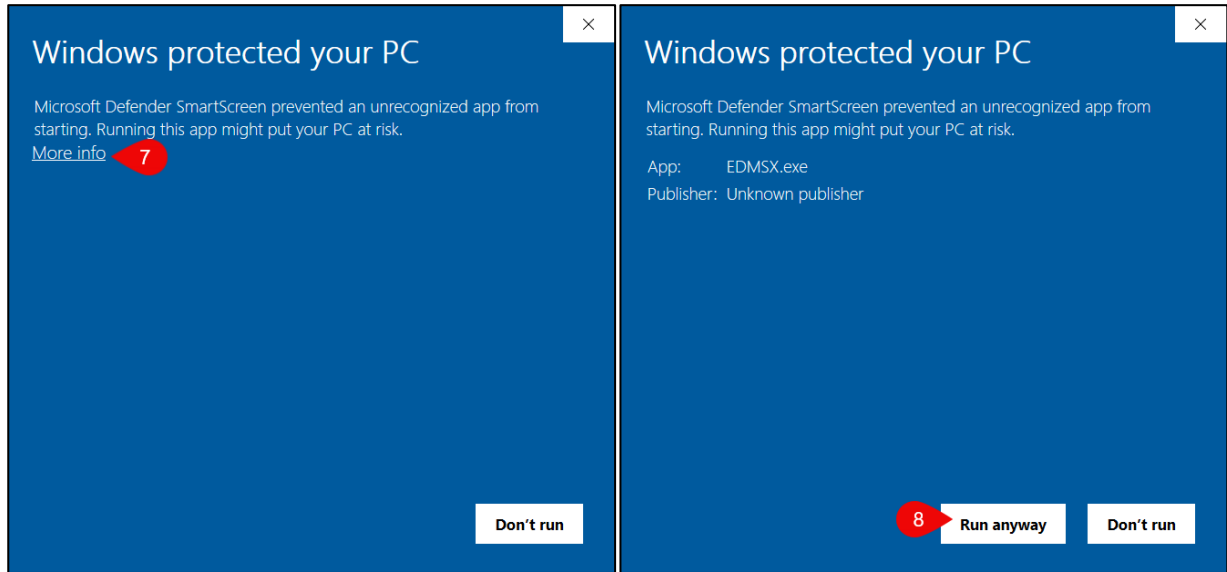 Windows protected your PC
Microsoft Defender SmartScreen prevented an unrecognized app from
starting. Running this app might put your PC at risk.
More info 7
Don't run
Windows protected your PC
Microsoft Defender SmartScreen prevented an unrecognized app from
starting. Running this app might put your PC at risk.
App: EDMSX.exe
Publisher: Unknown publisher
8 Run anyway Don't run